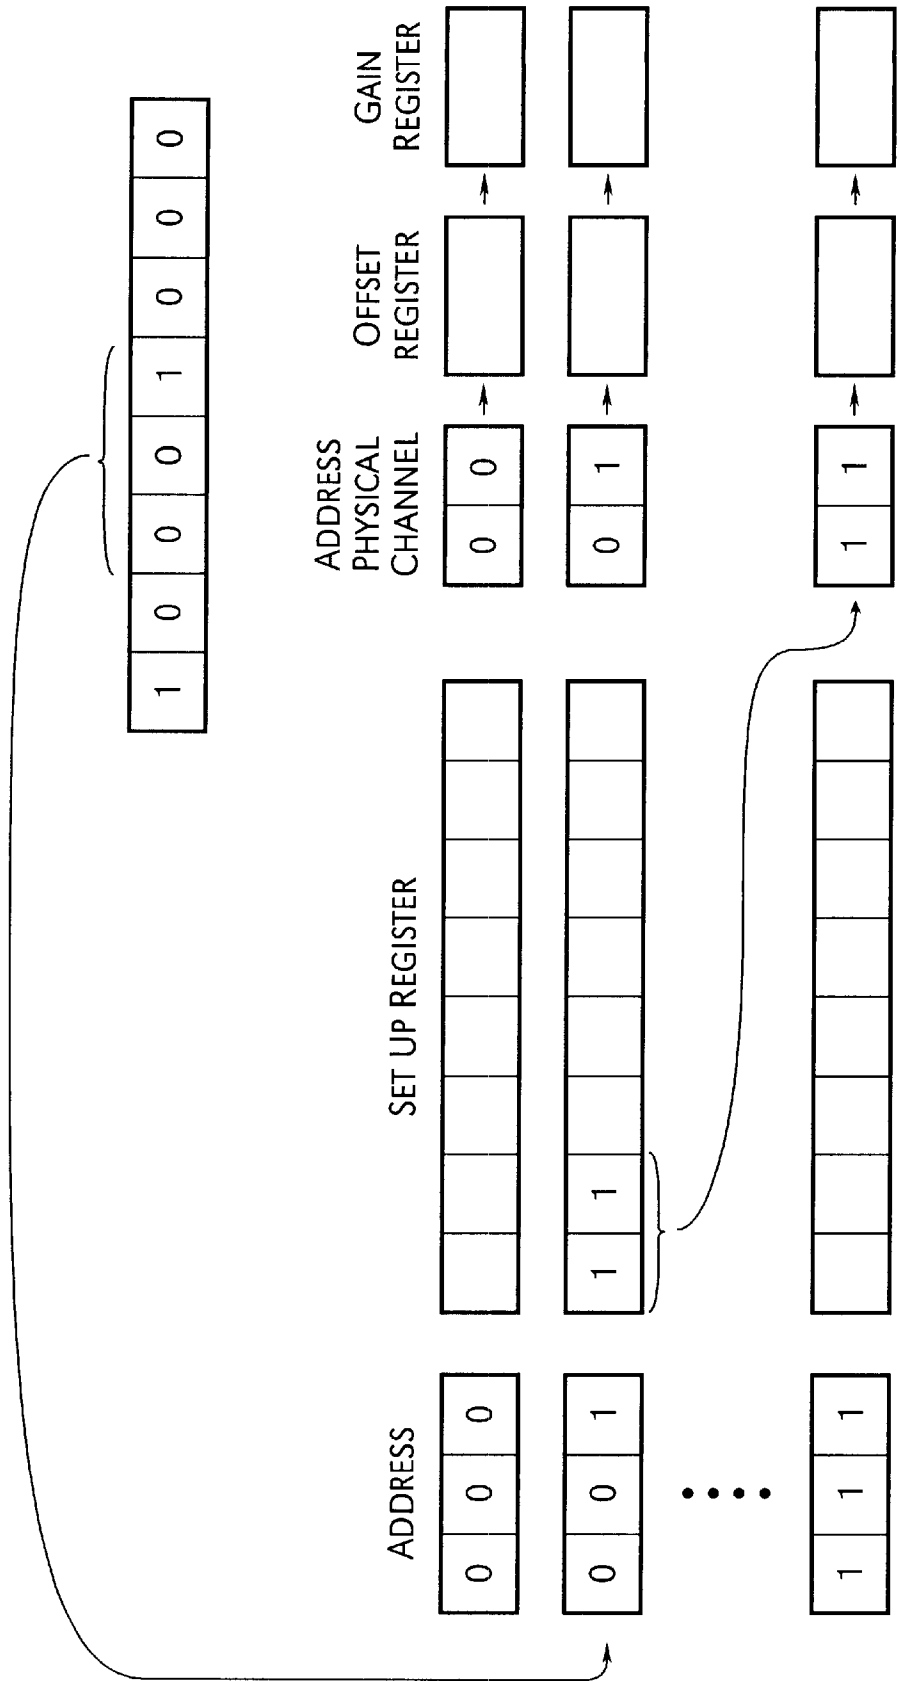 1 0 0 0 1 0 0 0
ADDRESS
SET UP REGISTER
ADDRESS
PHYSICAL
CHANNEL
OFFSET
REGISTER
GAIN
REGISTER
0 0 0
0 0
0 0 1
1 1
0 1
1 1 1
1 1